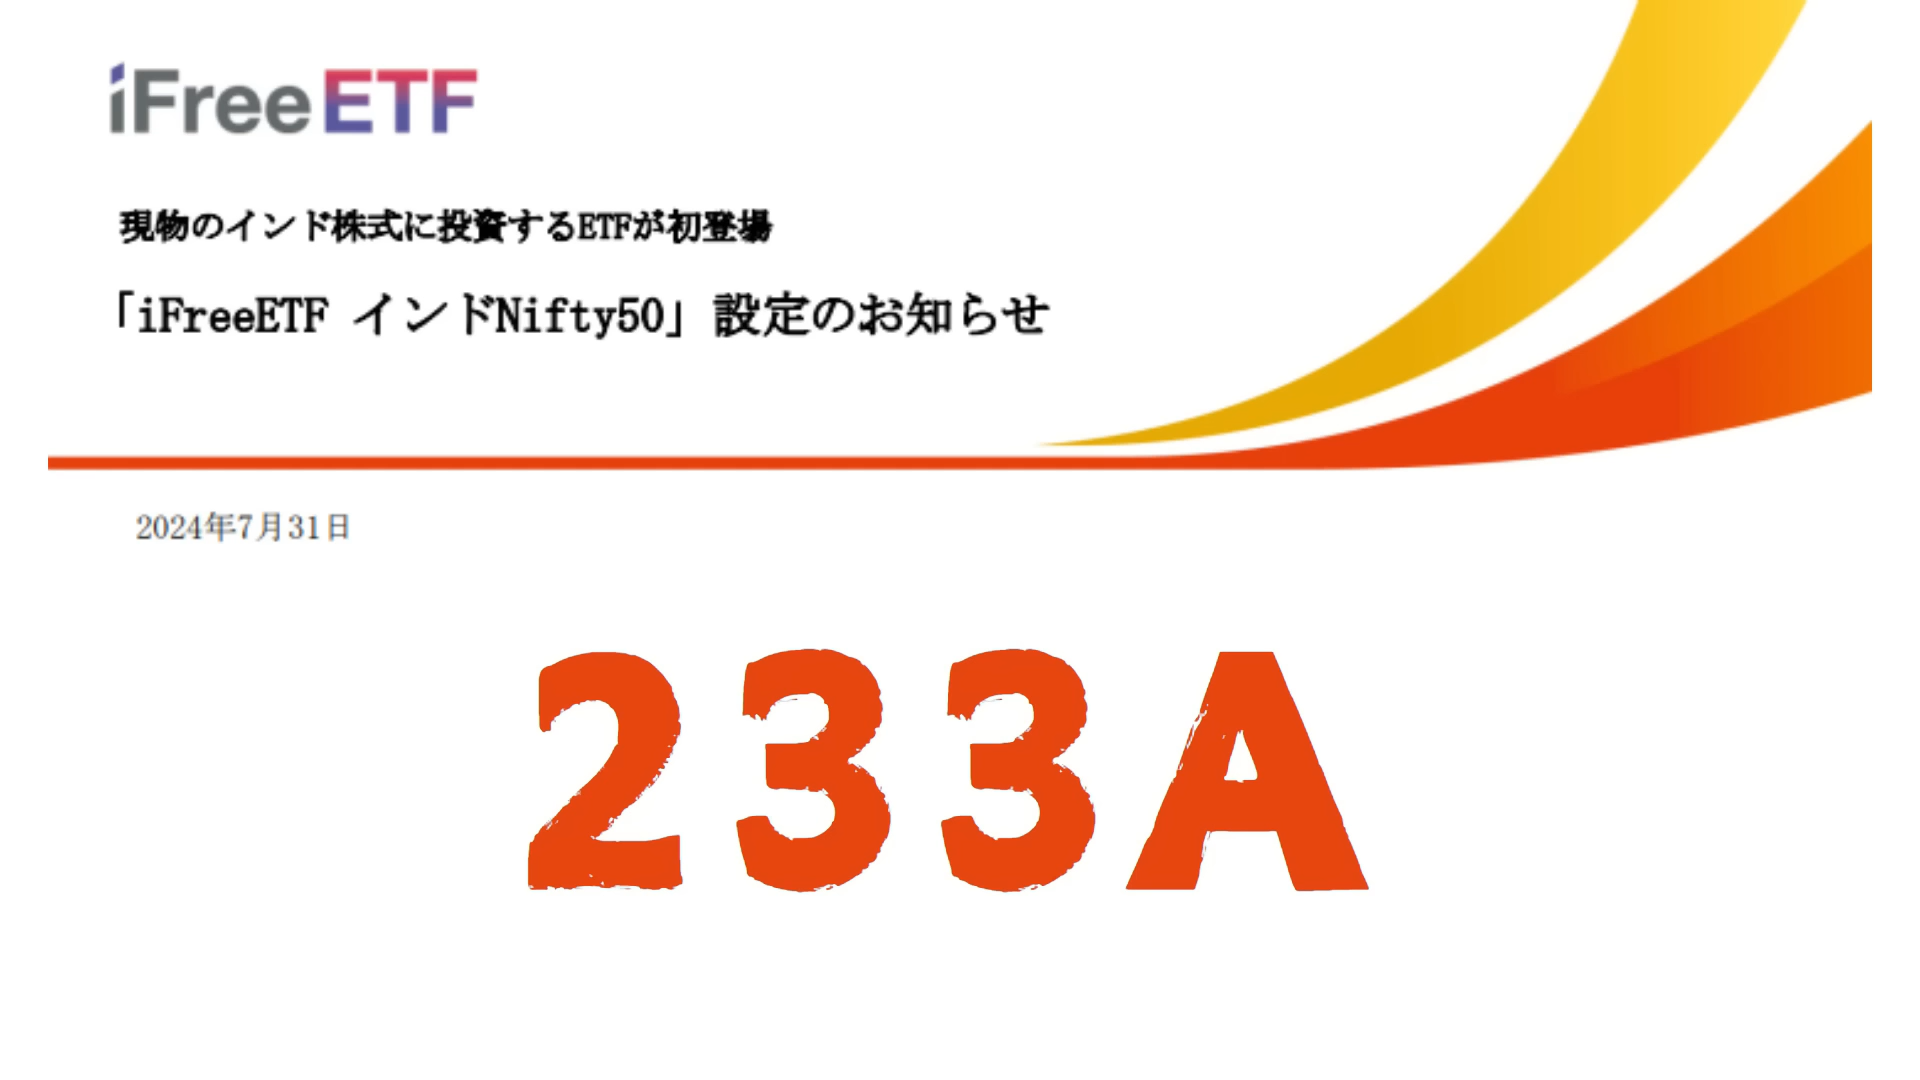 iFreeETF
現物のインド株式に投資するETFが初登場
「iFreeETF インドNifty50」設定のお知らせ
2024年7月31日
233A